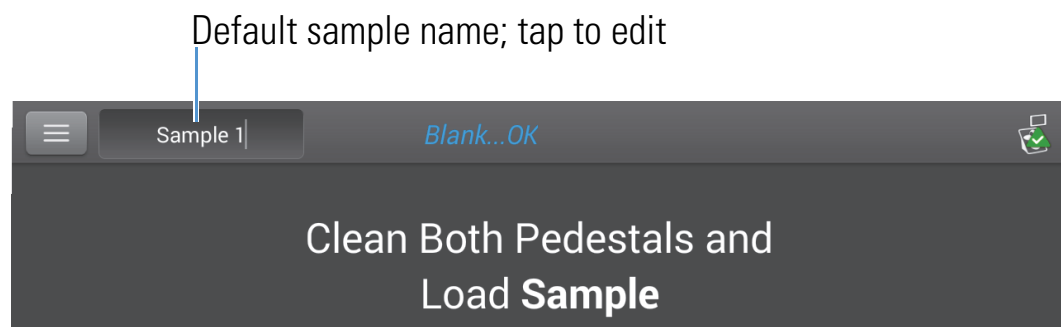 Default sample name; tap to edit
Sample 1
Blank...OK
Clean Both Pedestals and
Load Sample